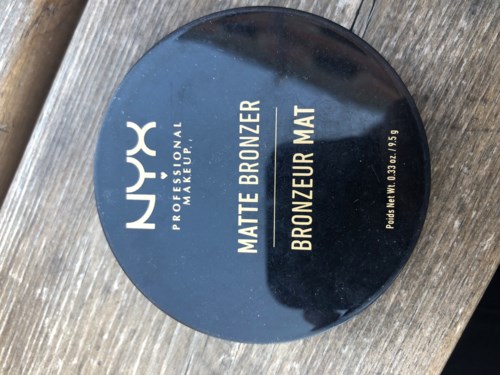 NYX
PROFESSIONAL
MAKEUP
MATTE BRONZER
BRONZEUR MAT
Poids Net Wt. 0.33 oz. / 9.5 g